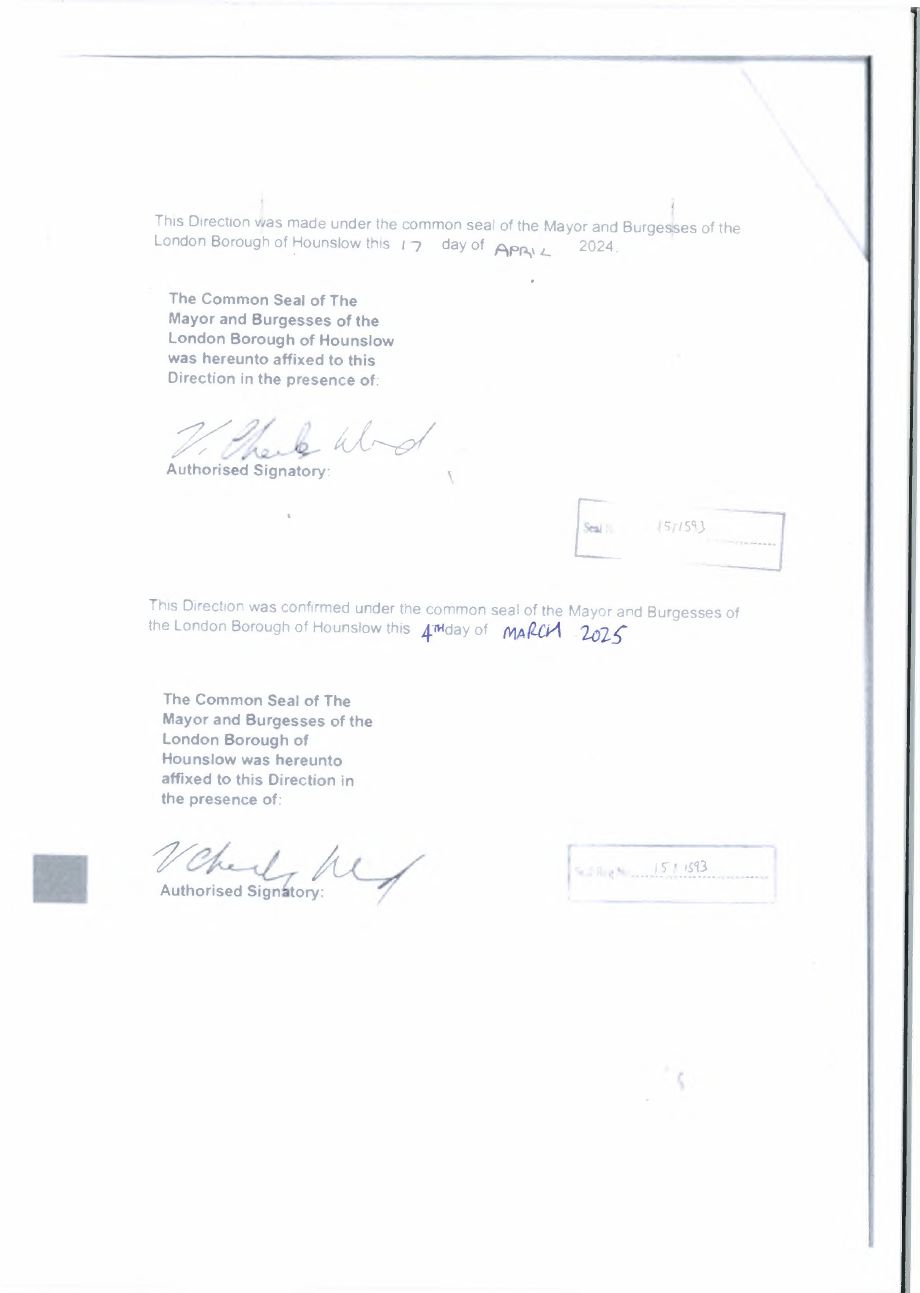 This Direction was made under the common seal of the Mayor and Burgesses of the
London Borough of Hounslow this 17 day of APRIL 2024.
The Common Seal of The
Mayor and Burgesses of the
London Borough of Hounslow
was hereunto affixed to this
Direction in the presence of:
Authorised Signatory:
Seal 15/1593
This Direction was confirmed under the common seal of the Mayor and Burgesses of
the London Borough of Hounslow this 4TH day of MARCH 2025
The Common Seal of The
Mayor and Burgesses of the
London Borough of
Hounslow was hereunto
affixed to this Direction in
the presence of:
Authorised Signatory:
Seal Reg No 15/1593